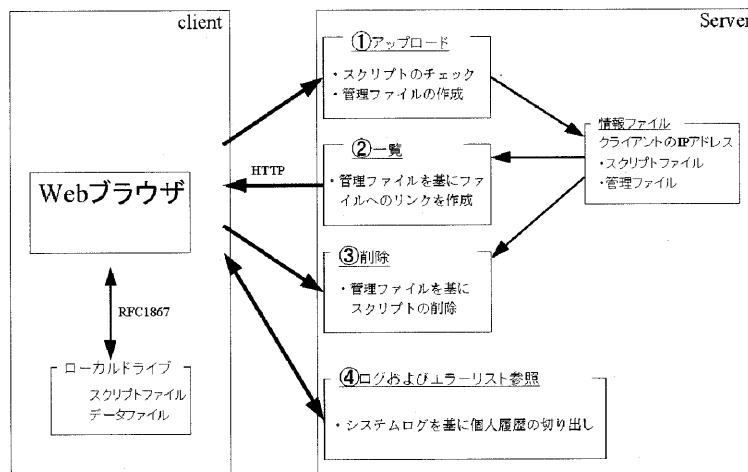 client
Server
①アップロード
・スクリプトのチェック
・管理ファイルの作成
情報ファイル
クライアントのIPアドレス
・スクリプトファイル
・管理ファイル
②一覧
・管理ファイルを基にファ
イルへのリンクを作成
HTTP
Webブラウザ
③削除
・管理ファイルを基に
スクリプトの削除
RFC1867
ローカルドライブ
スクリプトファイル
データファイル
④ログおよびエラーリスト参照
・システムログを基に個人履歴の切り出し